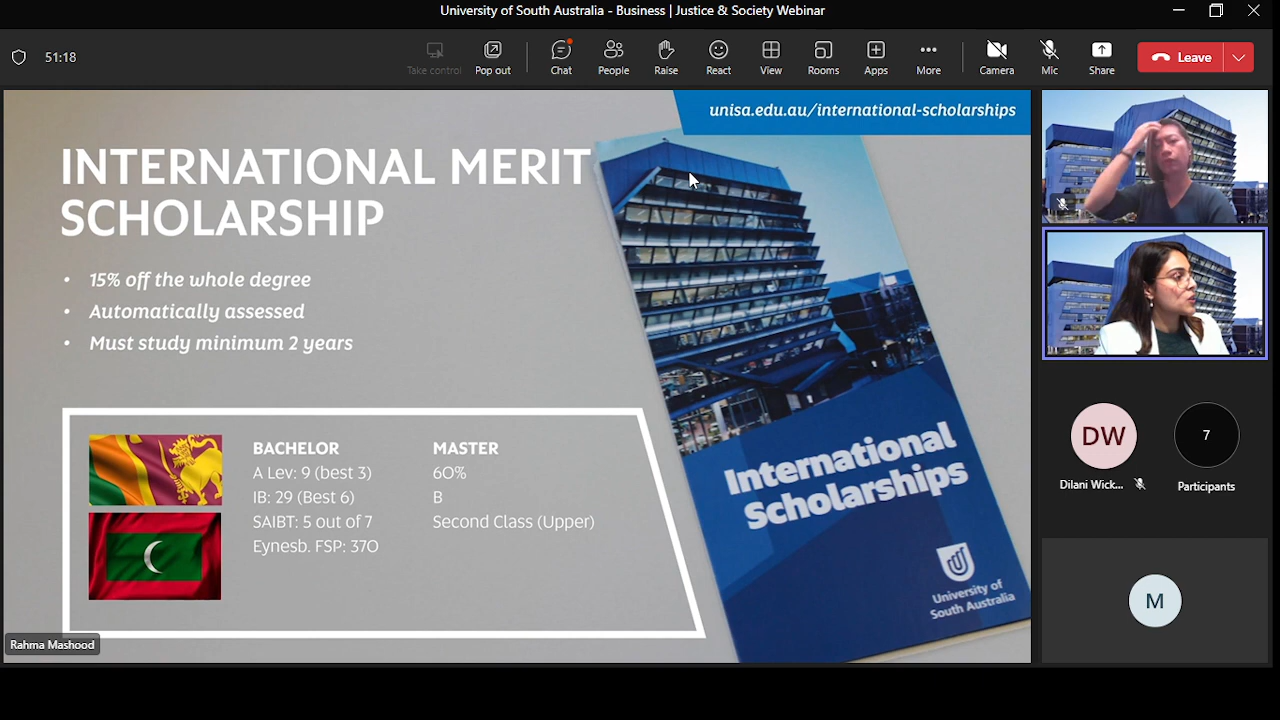 University of South Australia - Business | Justice & Society Webinar
51:18
Take control
Pop out
Chat
People
Raise
React
View
Rooms
Apps
More
Camera
Mic
Share
Leave
unisa.edu.au/international-scholarships
INTERNATIONAL MERIT
SCHOLARSHIP
• 15% off the whole degree
• Automatically assessed
• Must study minimum 2 years
BACHELOR
A Lev: 9 (best 3)
IB: 29 (Best 6)
SAIBT: 5 out of 7
Eynesb. FSP: 370
MASTER
60%
B
Second Class (Upper)
International
Scholarships
University of
South Australia
Rahma Mashood
DW
Dilani Wick...
7
Participants
M